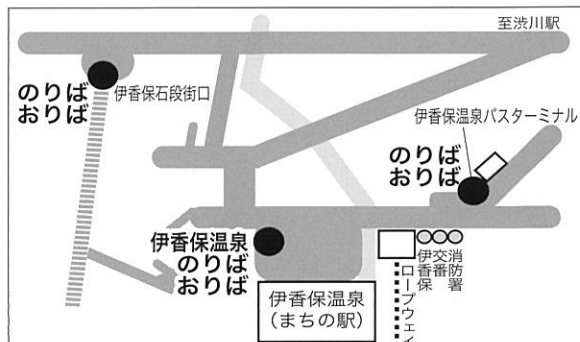 至渋川駅
のりば
おりば
伊香保石段街口
伊香保温泉バスターミナル
のりば
おりば
伊香保温泉
のりば
おりば
伊香保
交番
消防署
ロープウェイ
伊香保温泉
(まちの駅)